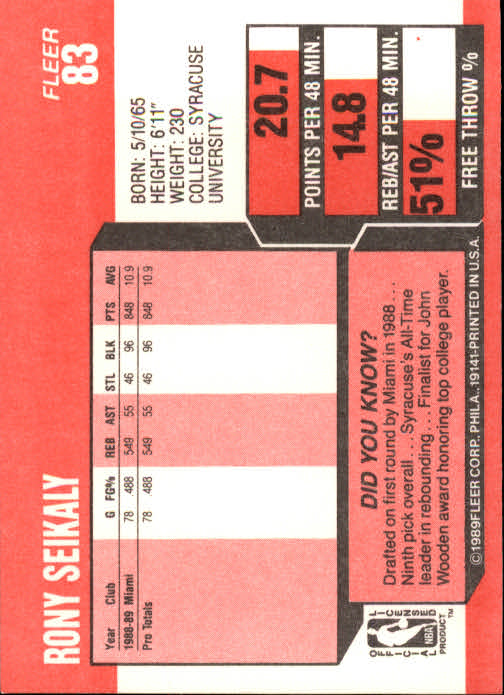 RONY SEIKALY
FLEER
83
BORN: 5/10/65
HEIGHT: 6'11"
WEIGHT: 230
COLLEGE: SYRACUSE
UNIVERSITY
Year Club G FG% REB AST STL BLK PTS AVG
1988-89 Miami 78 .488 549 55 46 96 848 10.9
Pro Totals 78 .488 549 55 46 96 848 10.9
20.7
POINTS PER 48 MIN.
14.8
REB/AST PER 48 MIN.
51%
FREE THROW %
DID YOU KNOW?
Drafted on first round by Miami in 1988...
Ninth pick overall... Syracuse's All-Time
leader in rebounding... Finalist for John
Wooden award honoring top college player.
OFFICIAL LICENSED
NBA
PRODUCT™
©1989 FLEER CORP., PHILA., 19141-PRINTED IN U.S.A.